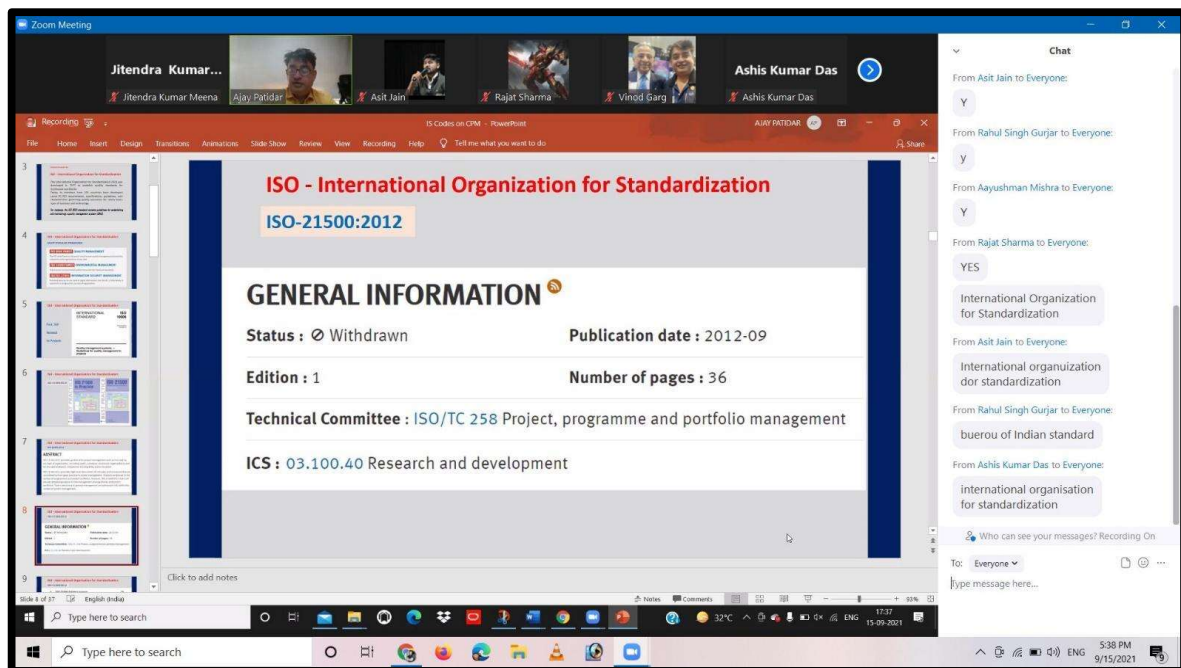 Zoom Meeting
Jitendra Kumar...
Jitendra Kumar Meena
Ajay Patidar
Asit Jain
Rajat Sharma
Vinod Garg
Ashis Kumar Das
Ashis Kumar Das
Recording
IS Codes on CPM - PowerPoint
AJAY PATIDAR
AP
File Home Insert Design Transitions Animations Slide Show Review View Recording Help Tell me what you want to do
Share
3
4
5
6
7
8
9
ISO - International Organization for Standardization
ISO-21500:2012
GENERAL INFORMATION
Status : Withdrawn
Publication date : 2012-09
Edition : 1
Number of pages : 36
Technical Committee : ISO/TC 258 Project, programme and portfolio management
ICS : 03.100.40 Research and development
Click to add notes
Slide 8 of 37 English (India)
Notes Comments
93%
Type here to search
32°C
ENG
17:37
15-09-2021
Chat
From Asit Jain to Everyone:
Y
From Rahul Singh Gurjar to Everyone:
y
From Aayushman Mishra to Everyone:
Y
From Rajat Sharma to Everyone:
YES
International Organization
for Standardization
From Asit Jain to Everyone:
International organuization
dor standardization
From Rahul Singh Gurjar to Everyone:
buerou of Indian standard
From Ashis Kumar Das to Everyone:
international organisation
for standardization
Who can see your messages? Recording On
To: Everyone
Type message here...
Type here to search
ENG
5:38 PM
9/15/2021
9